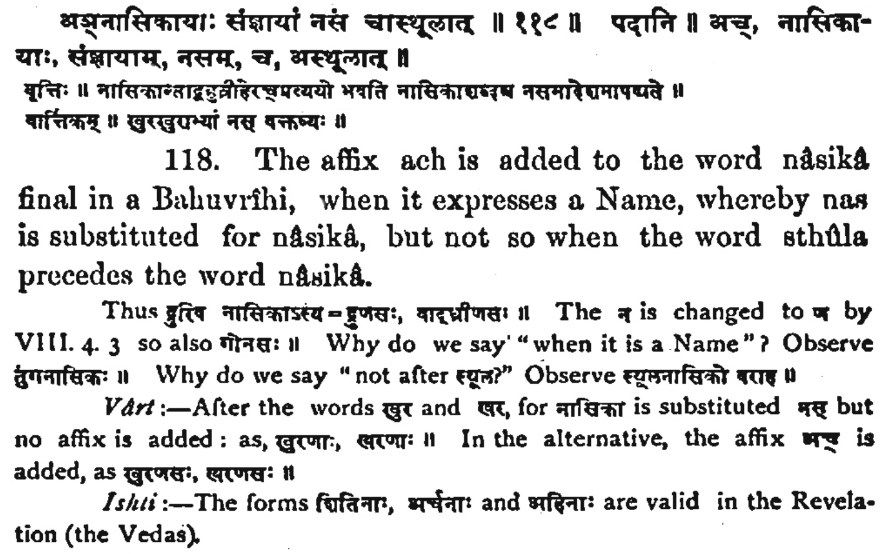 अञ्नासिकायाः संज्ञायां नसं चास्थूलात् ॥ ११८ ॥ पदानि ॥ अच्, नासिका-
याः, संज्ञायाम्, नसम्, च, अस्थूलात् ॥
वृत्तिः ॥ नासिकान्ताद्बहुव्रीहेरच्प्रत्ययो भवति नासिकाशब्दश्च नसमादेशमापद्यते ॥
वार्त्तिकम् ॥ खुरखराभ्यां नस् वक्तव्यः ॥
118. The affix ach is added to the word nâsikâ
final in a Bahuvrîhi, when it expresses a Name, whereby nas
is substituted for nâsikâ, but not so when the word sthûla
precedes the word nâsikâ.
Thus द्रुरिव नासिकाऽस्य = द्रुणसः, वाद्ध्रीणसः ॥ The न is changed to ण by
VIII. 4. 3 so also गोनसः ॥ Why do we say "when it is a Name"? Observe
तुंगनासिकः ॥ Why do we say "not after स्थूल?" Observe स्थूलनासिको वराह ॥
Vârt :—After the words खुर and खर, for नासिका is substituted नस् but
no affix is added : as, खुरणाः, खरणाः ॥ In the alternative, the affix अच् is
added, as खुरणसः, खरणसः ॥
Ishti :—The forms शितिनाः, अर्चनाः and अहिनाः are valid in the Revela-
tion (the Vedas).